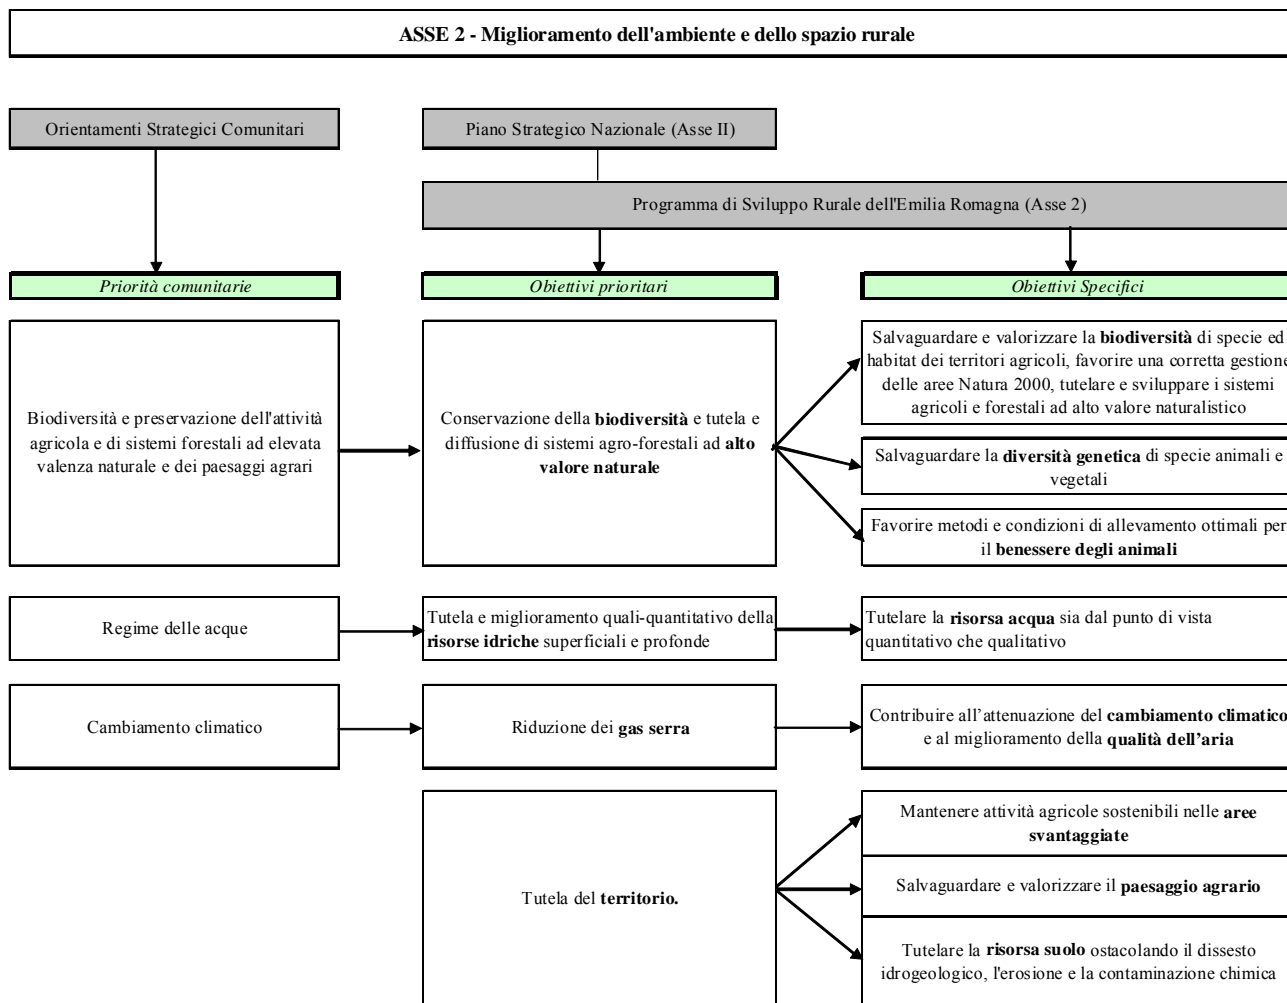 ASSE 2 - Miglioramento dell'ambiente e dello spazio rurale
Orientamenti Strategici Comunitari
Piano Strategico Nazionale (Asse II)
Programma di Sviluppo Rurale dell'Emilia Romagna (Asse 2)
Priorità comunitarie
Obiettivi prioritari
Obiettivi Specifici
Biodiversità e preservazione dell'attività
agricola e di sistemi forestali ad elevata
valenza naturale e dei paesaggi agrari
Conservazione della biodiversità e tutela e
diffusione di sistemi agro-forestali ad alto
valore naturale
Salvaguardare e valorizzare la biodiversità di specie ed
habitat dei territori agricoli, favorire una corretta gestione
delle aree Natura 2000, tutelare e sviluppare i sistemi
agricoli e forestali ad alto valore naturalistico
Salvaguardare la diversità genetica di specie animali e
vegetali
Favorire metodi e condizioni di allevamento ottimali per
il benessere degli animali
Regime delle acque
Tutela e miglioramento quali-quantitativo della
risorse idriche superficiali e profonde
Tutelare la risorsa acqua sia dal punto di vista
quantitativo che qualitativo
Cambiamento climatico
Riduzione dei gas serra
Contribuire all'attenuazione del cambiamento climatico
e al miglioramento della qualità dell'aria
Tutela del territorio.
Mantenere attività agricole sostenibili nelle aree
svantaggiate
Salvaguardare e valorizzare il paesaggio agrario
Tutelare la risorsa suolo ostacolando il dissesto
idrogeologico, l'erosione e la contaminazione chimica